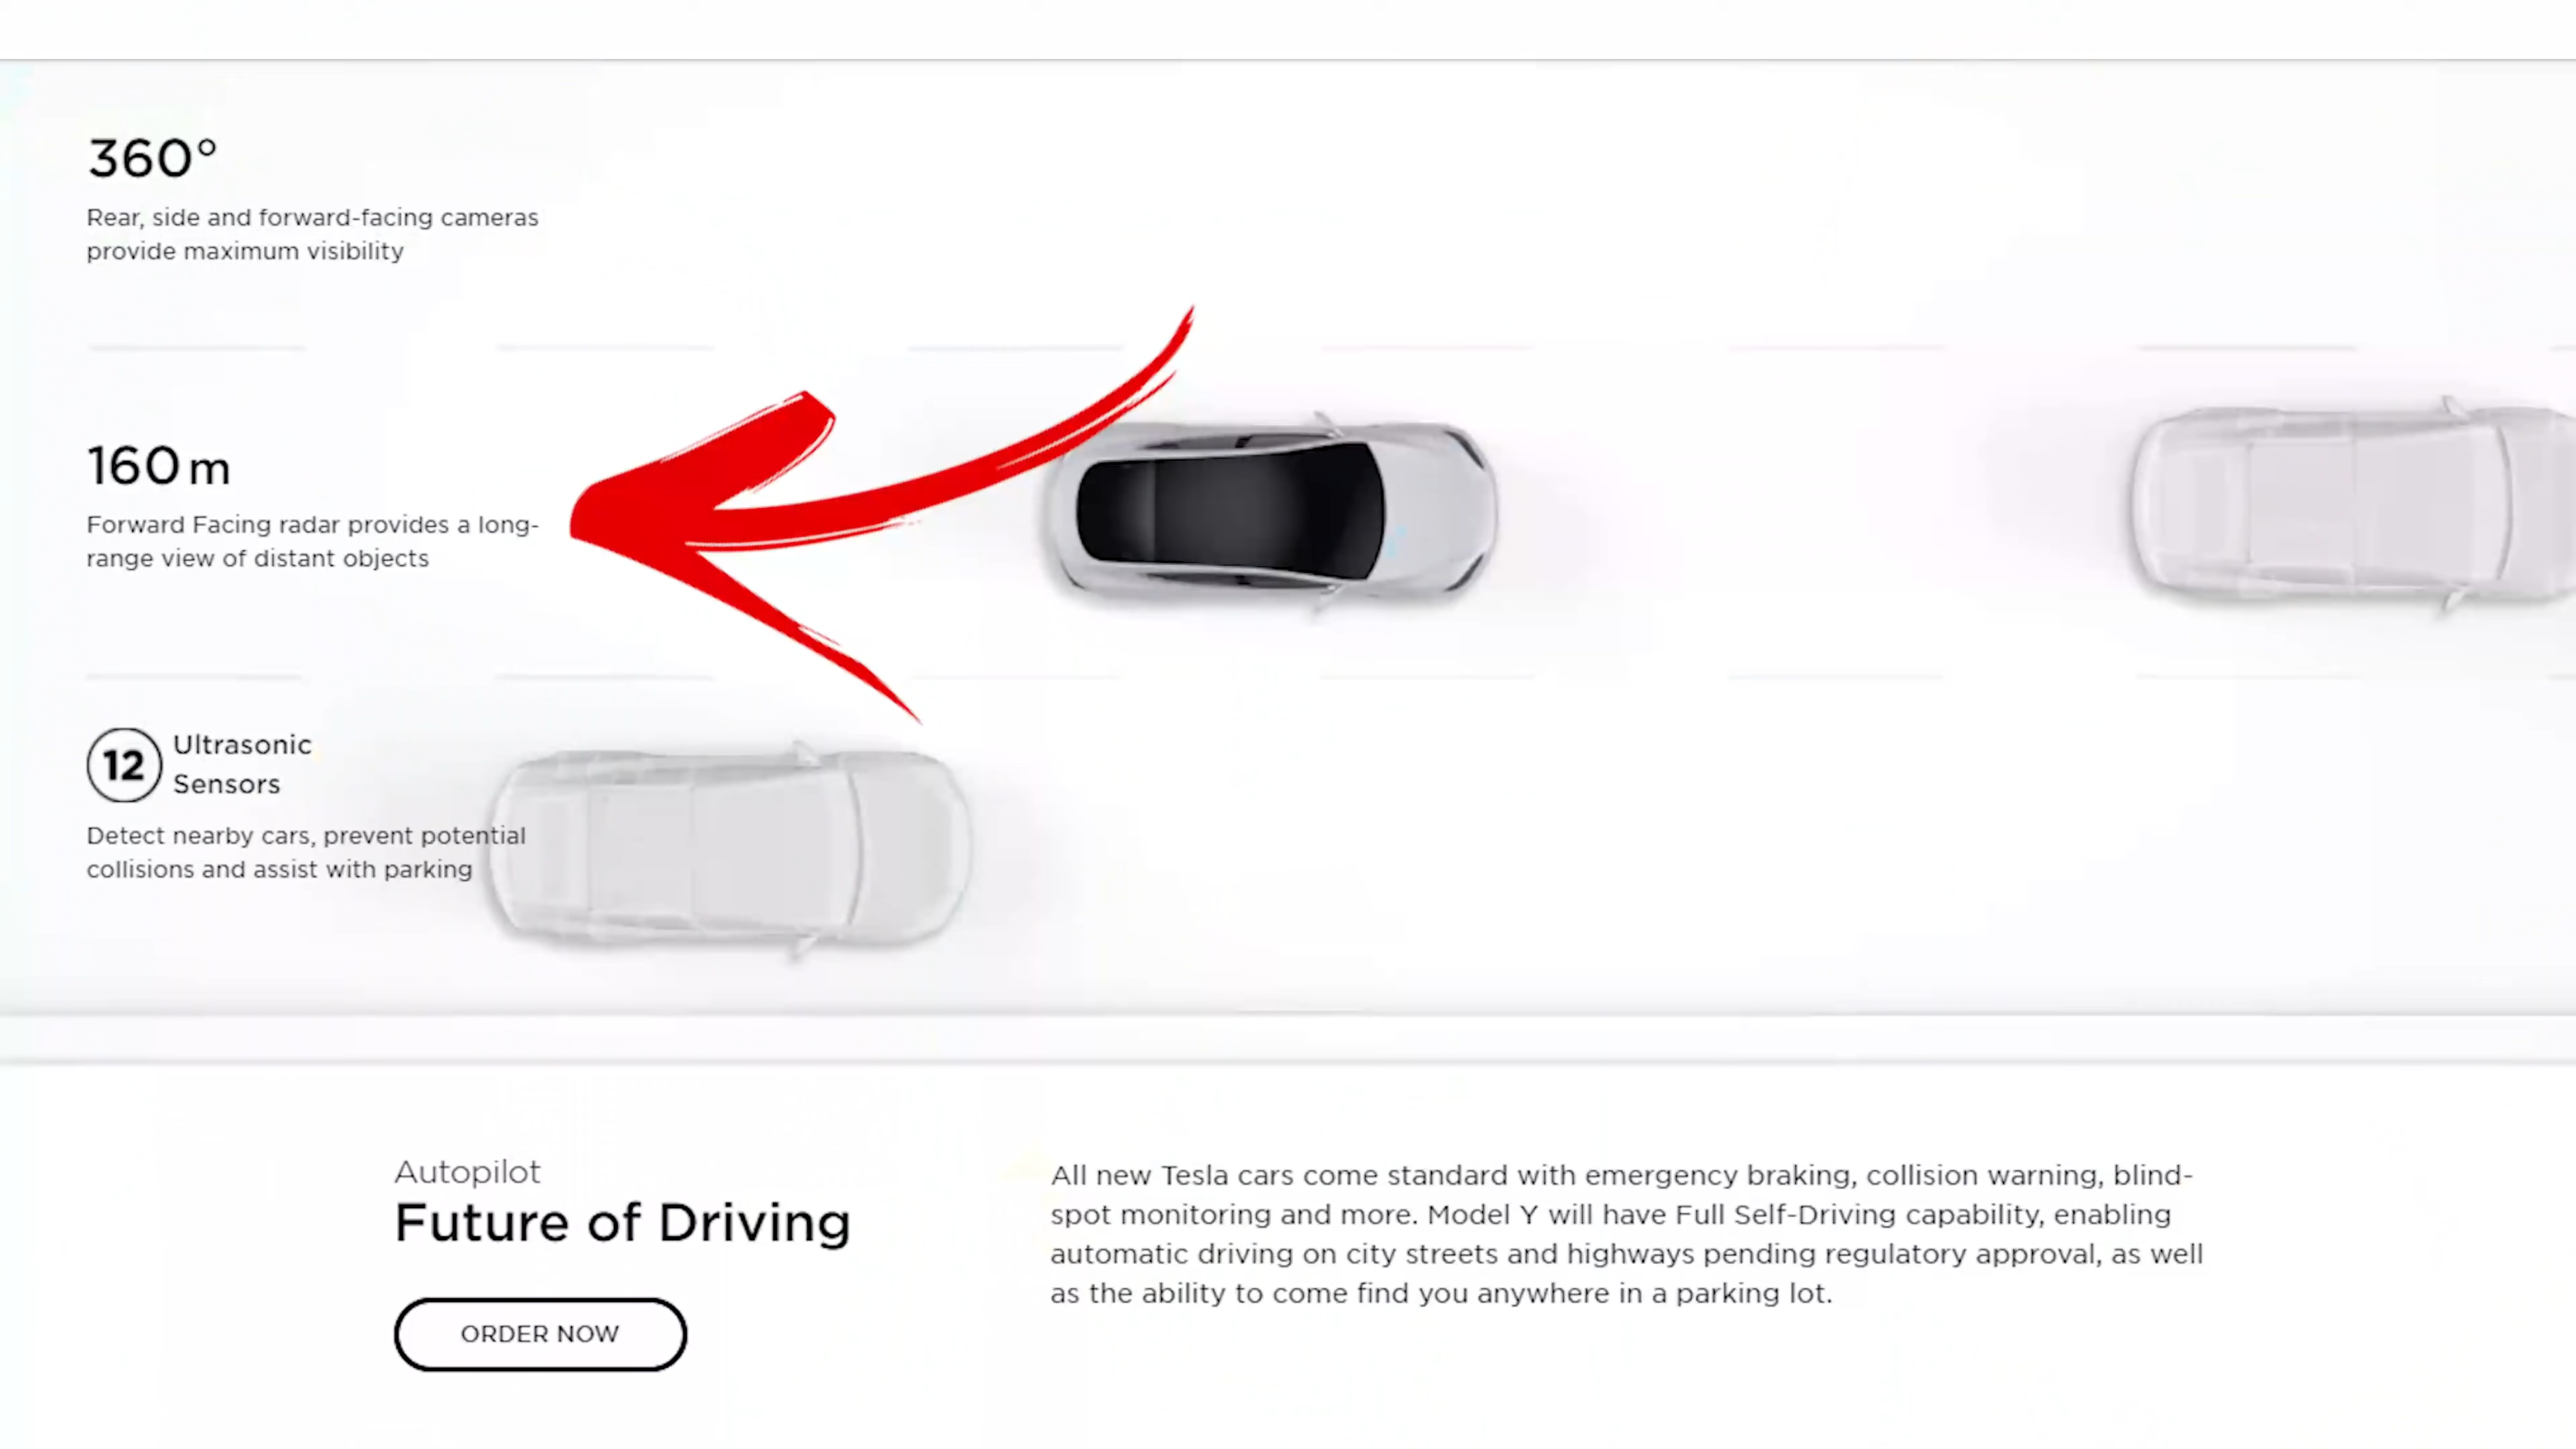 360°
Rear, side and forward-facing cameras
provide maximum visibility
160 m
Forward Facing radar provides a long-
range view of distant objects
12 Ultrasonic
Sensors
Detect nearby cars, prevent potential
collisions and assist with parking
Autopilot
Future of Driving
ORDER NOW
All new Tesla cars come standard with emergency braking, collision warning, blind-
spot monitoring and more. Model Y will have Full Self-Driving capability, enabling
automatic driving on city streets and highways pending regulatory approval, as well
as the ability to come find you anywhere in a parking lot.